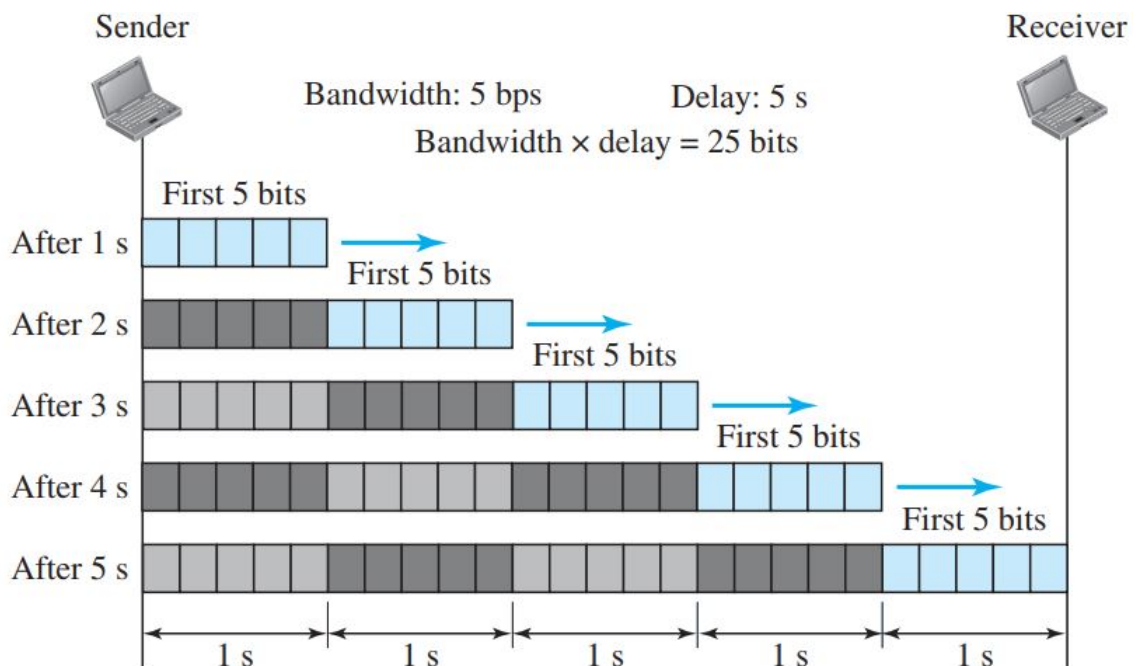 Sender
Receiver
Bandwidth: 5 bps
Delay: 5 s
Bandwidth × delay = 25 bits
First 5 bits
After 1 s
First 5 bits
After 2 s
First 5 bits
After 3 s
First 5 bits
After 4 s
First 5 bits
After 5 s
1 s
1 s
1 s
1 s
1 s